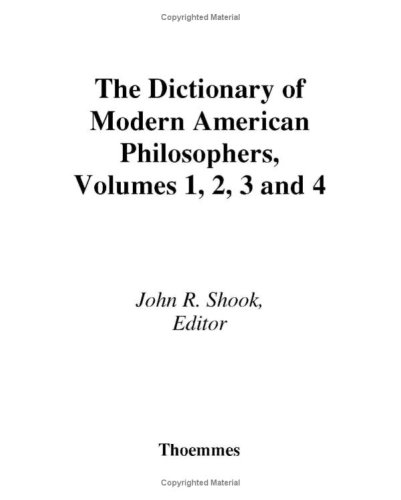 Copyrighted Material
The Dictionary of
Modern American
Philosophers,
Volumes 1, 2, 3 and 4
John R. Shook,
Editor
Thoemmes
Copyrighted Material